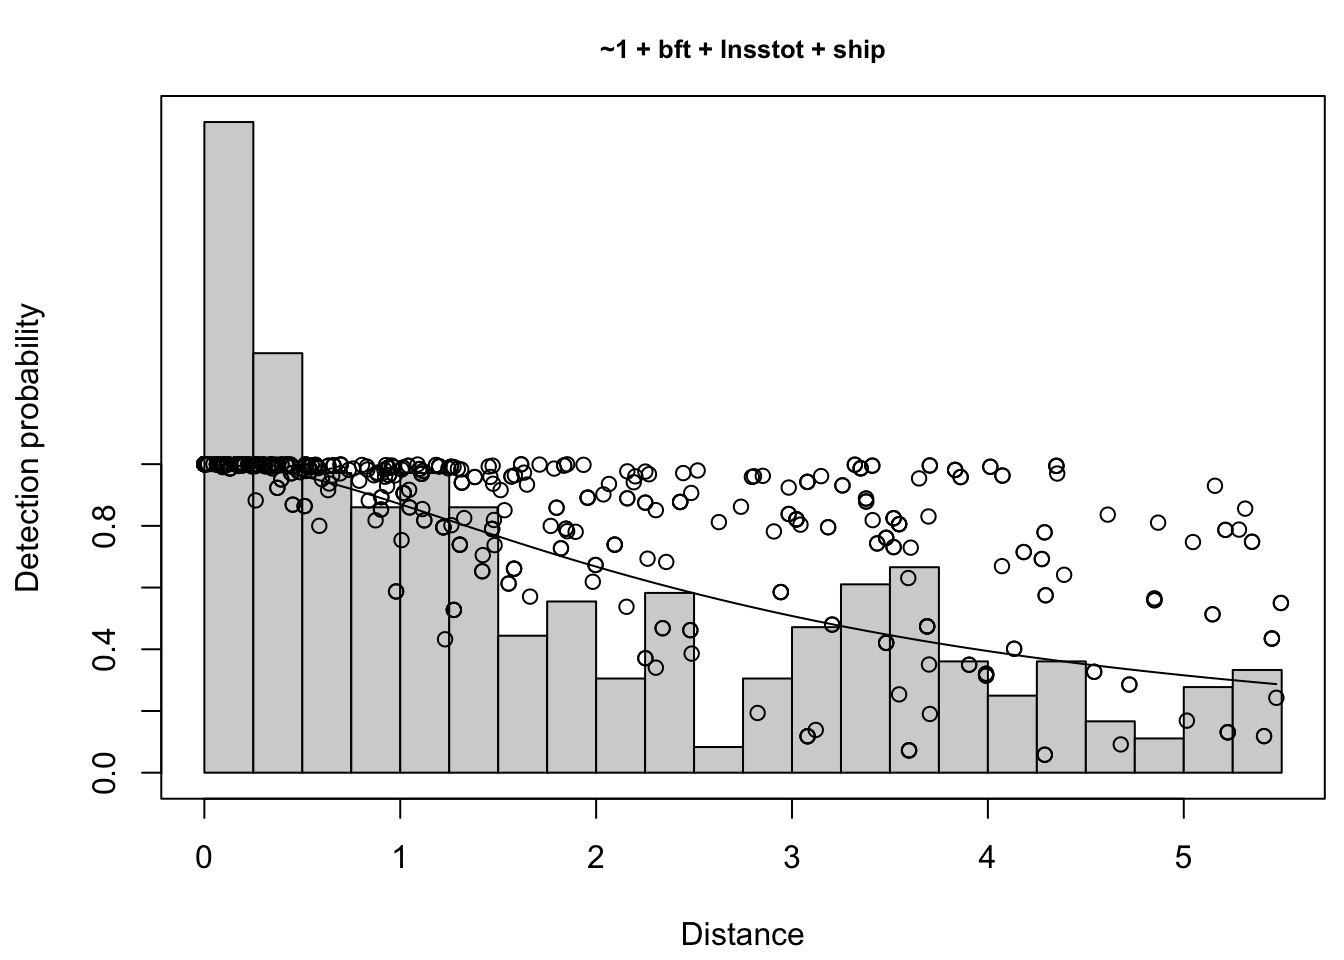 ~1 + bft + lnsstot + ship
Detection probability
0.8
0.4
0.0
0 1 2 3 4 5
Distance